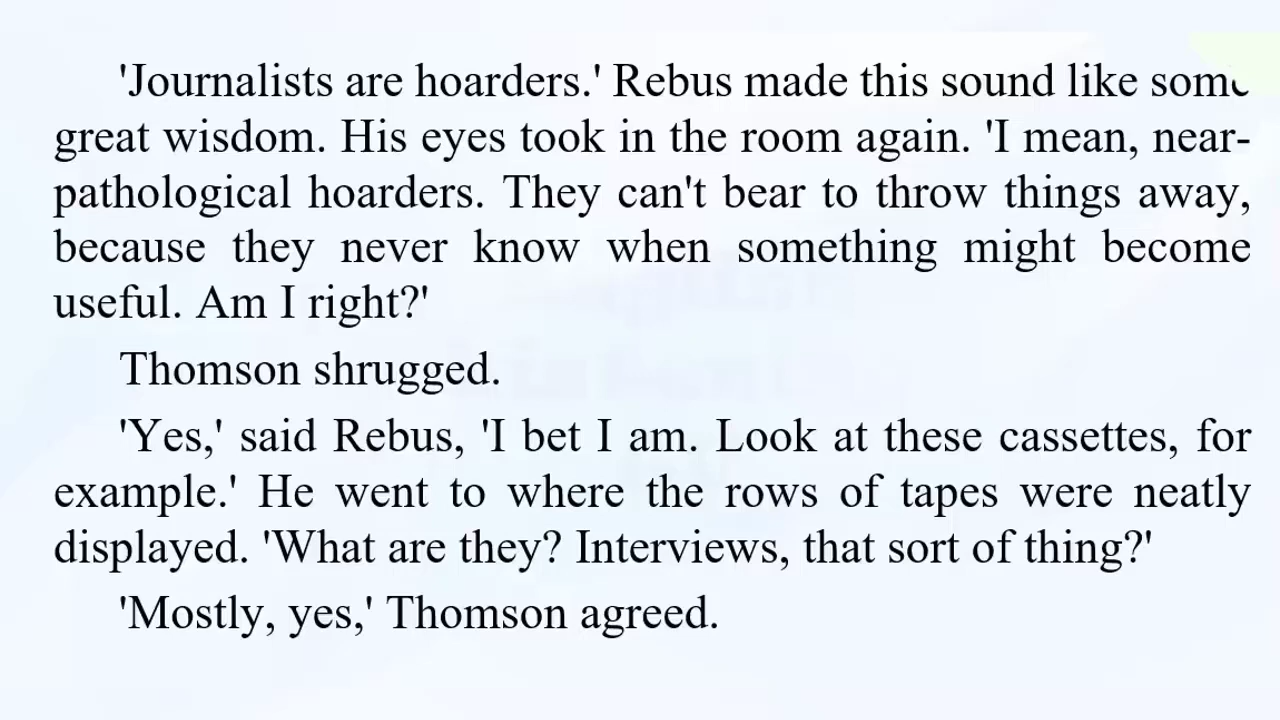 'Journalists are hoarders.' Rebus made this sound like some
great wisdom. His eyes took in the room again. 'I mean, near-
pathological hoarders. They can't bear to throw things away,
because they never know when something might become
useful. Am I right?'
Thomson shrugged.
'Yes,' said Rebus, 'I bet I am. Look at these cassettes, for
example.' He went to where the rows of tapes were neatly
displayed. 'What are they? Interviews, that sort of thing?'
'Mostly, yes,' Thomson agreed.